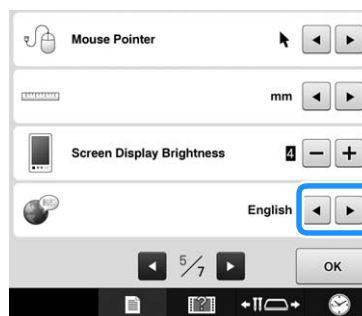 Mouse Pointer
mm
Screen Display Brightness 4 − +
English
5/7 OK